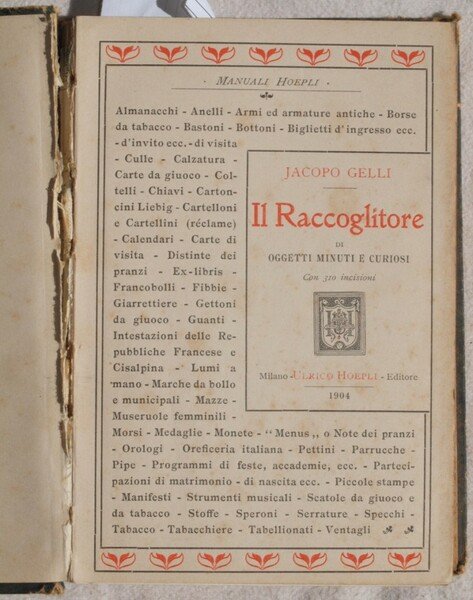 · MANUALI HOEPLI ·
Almanacchi - Anelli - Armi ed armature antiche - Borse
da tabacco - Bastoni - Bottoni - Biglietti d'ingresso ecc.
- d'invito ecc. - di visita
- Culle - Calzatura -
Carte da giuoco - Col-
telli - Chiavi - Carton-
cini Liebig - Cartelloni
e Cartellini (réclame)
- Calendari - Carte di
visita - Distinte dei
pranzi - Ex-libris -
Francobolli - Fibbie -
Giarrettiere - Gettoni
da giuoco - Guanti -
Intestazioni delle Re-
pubbliche Francese e
Cisalpina - Lumi a
mano - Marche da bollo
e municipali - Mazze -
Museruole femminili -
Morsi - Medaglie - Monete - "Menus„ o Note dei pranzi
- Orologi - Oreficeria italiana - Pettini - Parrucche -
Pipe - Programmi di feste, accademie, ecc. - Parteci-
pazioni di matrimonio - di nascita ecc. - Piccole stampe
- Manifesti - Strumenti musicali - Scatole da giuoco e
da tabacco - Stoffe - Speroni - Serrature - Specchi -
Tabacco - Tabacchiere - Tabellionati - Ventagli
JACOPO GELLI
Il Raccoglitore
DI
OGGETTI MINUTI E CURIOSI
Con 310 incisioni
Milano - ULRICO HOEPLI - Editore
1904